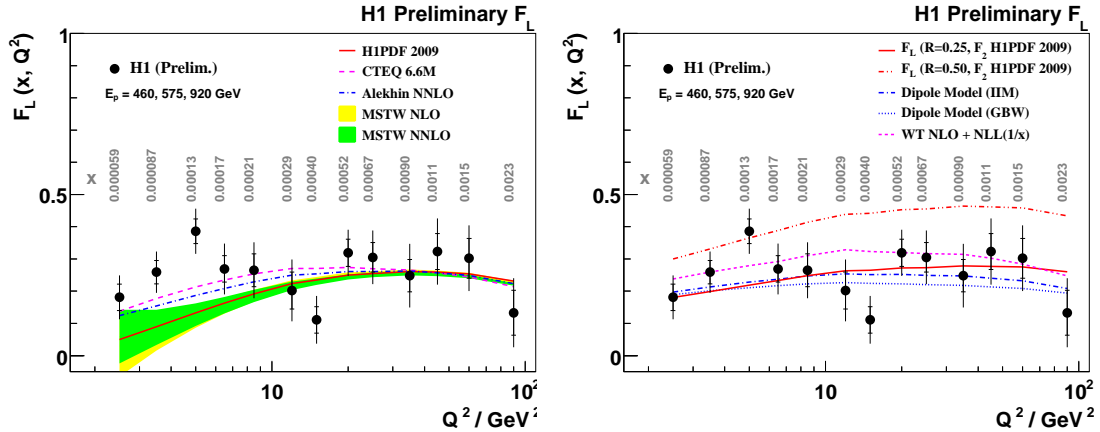 H1 Preliminary F_L
F_L (x, Q^2)
1
0.5
0
H1 (Prelim.)
E_p = 460, 575, 920 GeV
H1PDF 2009
CTEQ 6.6M
Alekhin NNLO
MSTW NLO
MSTW NNLO
x
0.000059
0.000087
0.00013
0.00017
0.00021
0.00029
0.00040
0.00052
0.00067
0.00090
0.0011
0.0015
0.0023
10
10^2
Q^2 / GeV^2
H1 Preliminary F_L
F_L (x, Q^2)
1
0.5
0
H1 (Prelim.)
E_p = 460, 575, 920 GeV
F_L (R=0.25, F_2 H1PDF 2009)
F_L (R=0.50, F_2 H1PDF 2009)
Dipole Model (IIM)
Dipole Model (GBW)
WT NLO + NLL(1/x)
x
0.000059
0.000087
0.00013
0.00017
0.00021
0.00029
0.00040
0.00052
0.00067
0.00090
0.0011
0.0015
0.0023
10
10^2
Q^2 / GeV^2